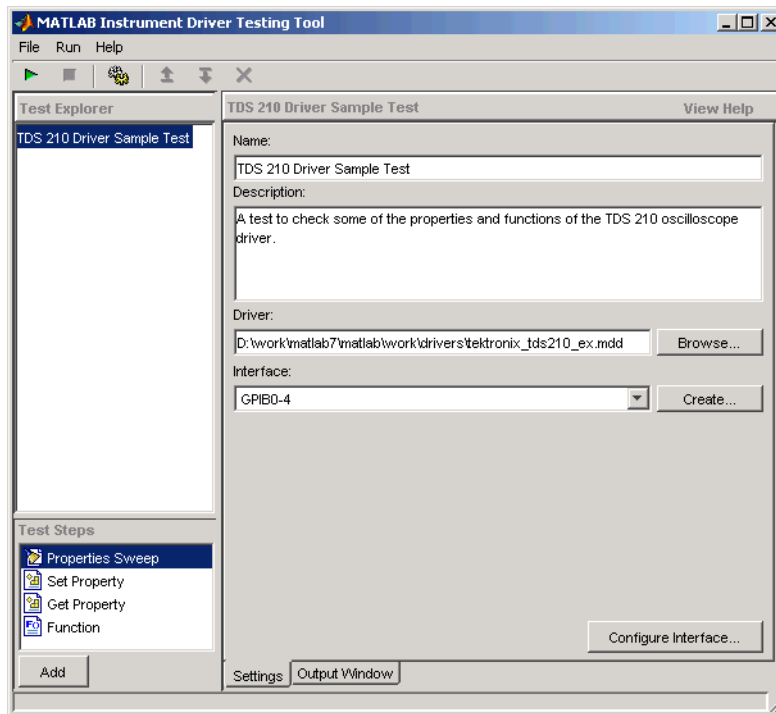 MATLAB Instrument Driver Testing Tool
File Run Help
Test Explorer
TDS 210 Driver Sample Test
TDS 210 Driver Sample Test
View Help
Name:
TDS 210 Driver Sample Test
Description:
A test to check some of the properties and functions of the TDS 210 oscilloscope
driver.
Driver:
D:\work\matlab7\matlab\work\drivers\tektronix_tds210_ex.mdd
Browse...
Interface:
GPIB0-4
Create...
Test Steps
Properties Sweep
Set Property
Get Property
Function
Add
Configure Interface...
Settings
Output Window